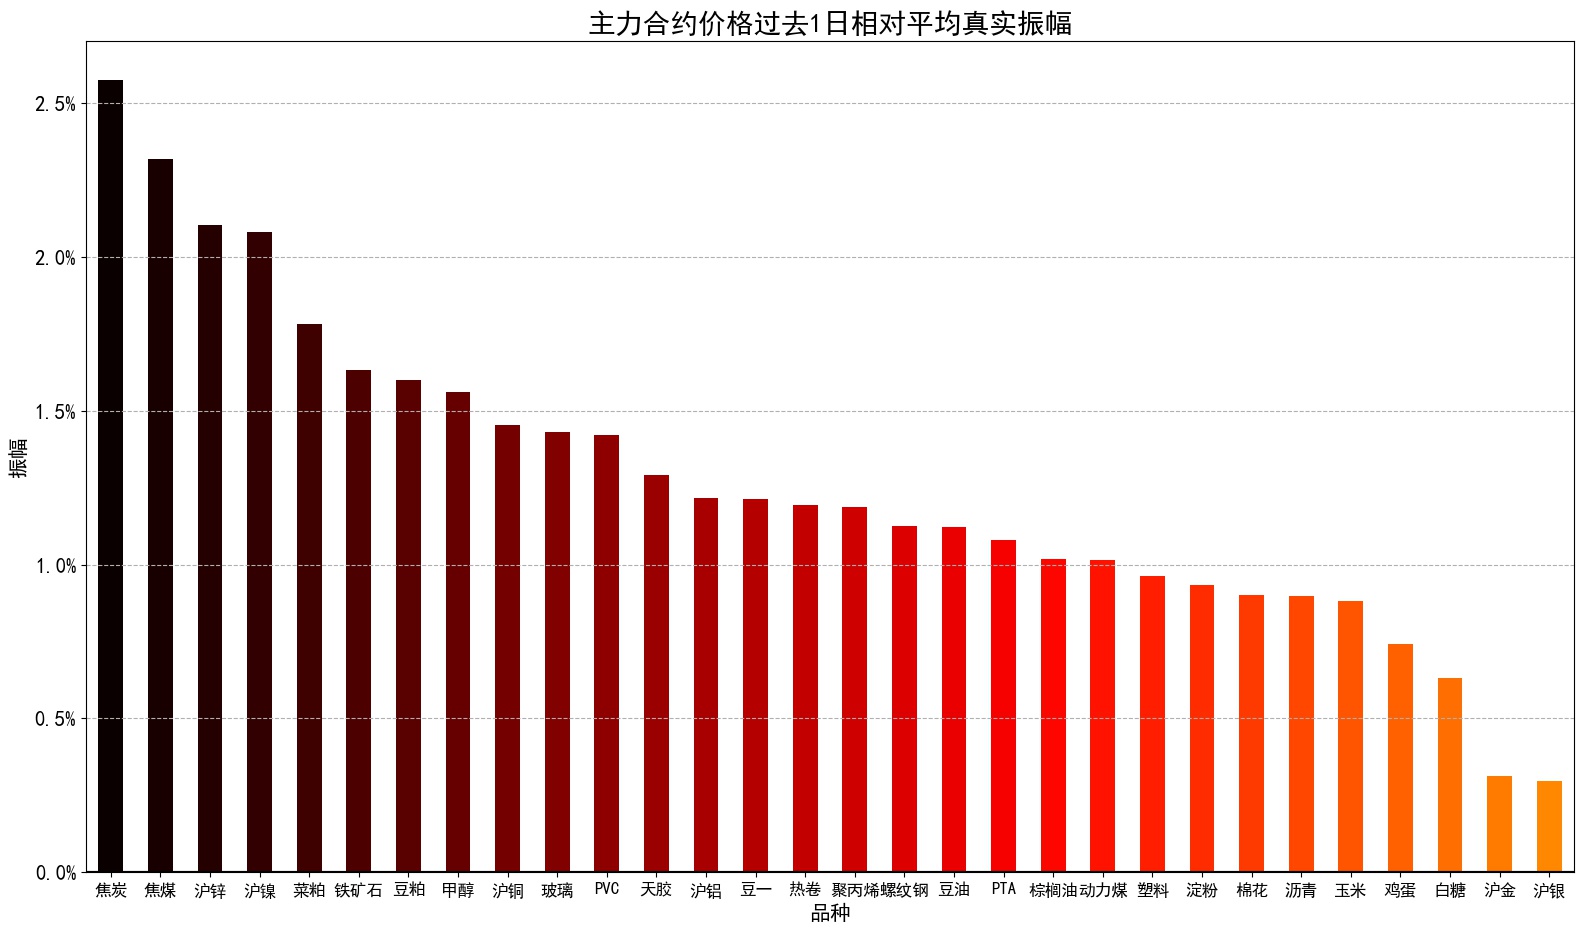 主力合约价格过去1日相对平均真实振幅
振幅
2.5%
2.0%
1.5%
1.0%
0.5%
0.0%
焦炭 焦煤 沪锌 沪镍 菜粕 铁矿石 豆粕 甲醇 沪铜 玻璃 PVC 天胶 沪铝 豆一 热卷 聚丙烯 螺纹钢 豆油 PTA 棕榈油 动力煤 塑料 淀粉 棉花 沥青 玉米 鸡蛋 白糖 沪金 沪银
品种